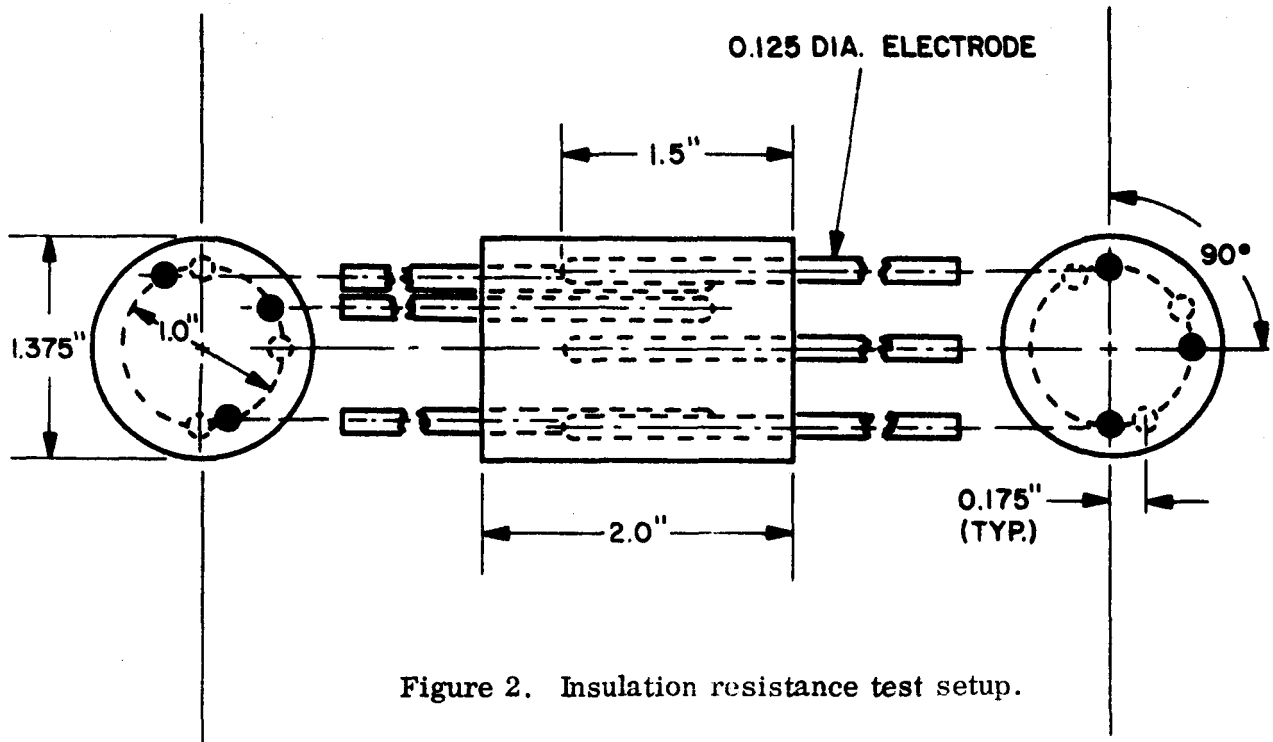 0.125 DIA. ELECTRODE
1.5"
90°
1.0"
1.375"
0.175"
(TYP.)
2.0"
Figure 2. Insulation resistance test setup.